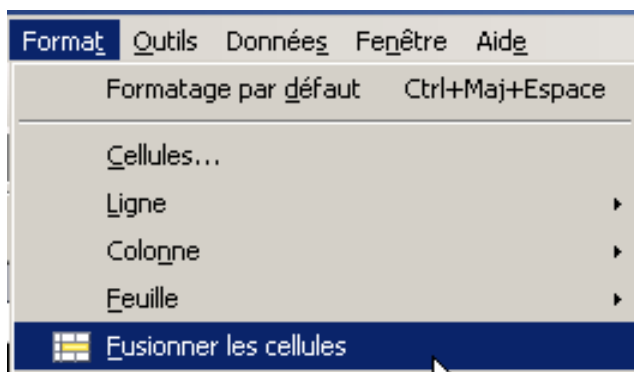 Format Outils Données Fenêtre Aide
Formatage par défaut Ctrl+Maj+Espace
Cellules...
Ligne
Colonne
Feuille
Fusionner les cellules